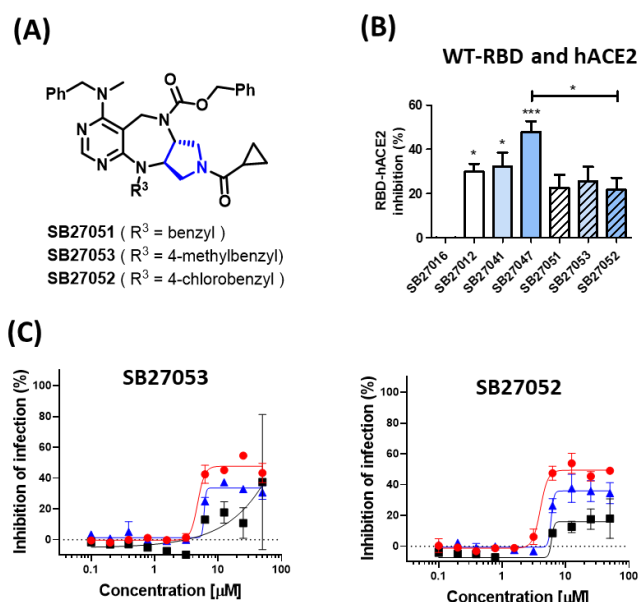 (A)
Ph
N
O
O
Ph
N
N
N
N
N
R3
N
O
SB27051 ( R3 = benzyl )
SB27053 ( R3 = 4-methylbenzyl)
SB27052 ( R3 = 4-chlorobenzyl )
(B)
WT-RBD and hACE2
RBD-hACE2
inhibition (%)
80
60
40
20
0
*
*
***
*
SB27016
SB27012
SB27041
SB27047
SB27051
SB27053
SB27052
(C)
SB27053
Inhibition of infection (%)
100
80
60
40
20
0
0.1
1
10
100
Concentration [µM]
SB27052
Inhibition of infection (%)
100
80
60
40
20
0
0.1
1
10
100
Concentration [µM]